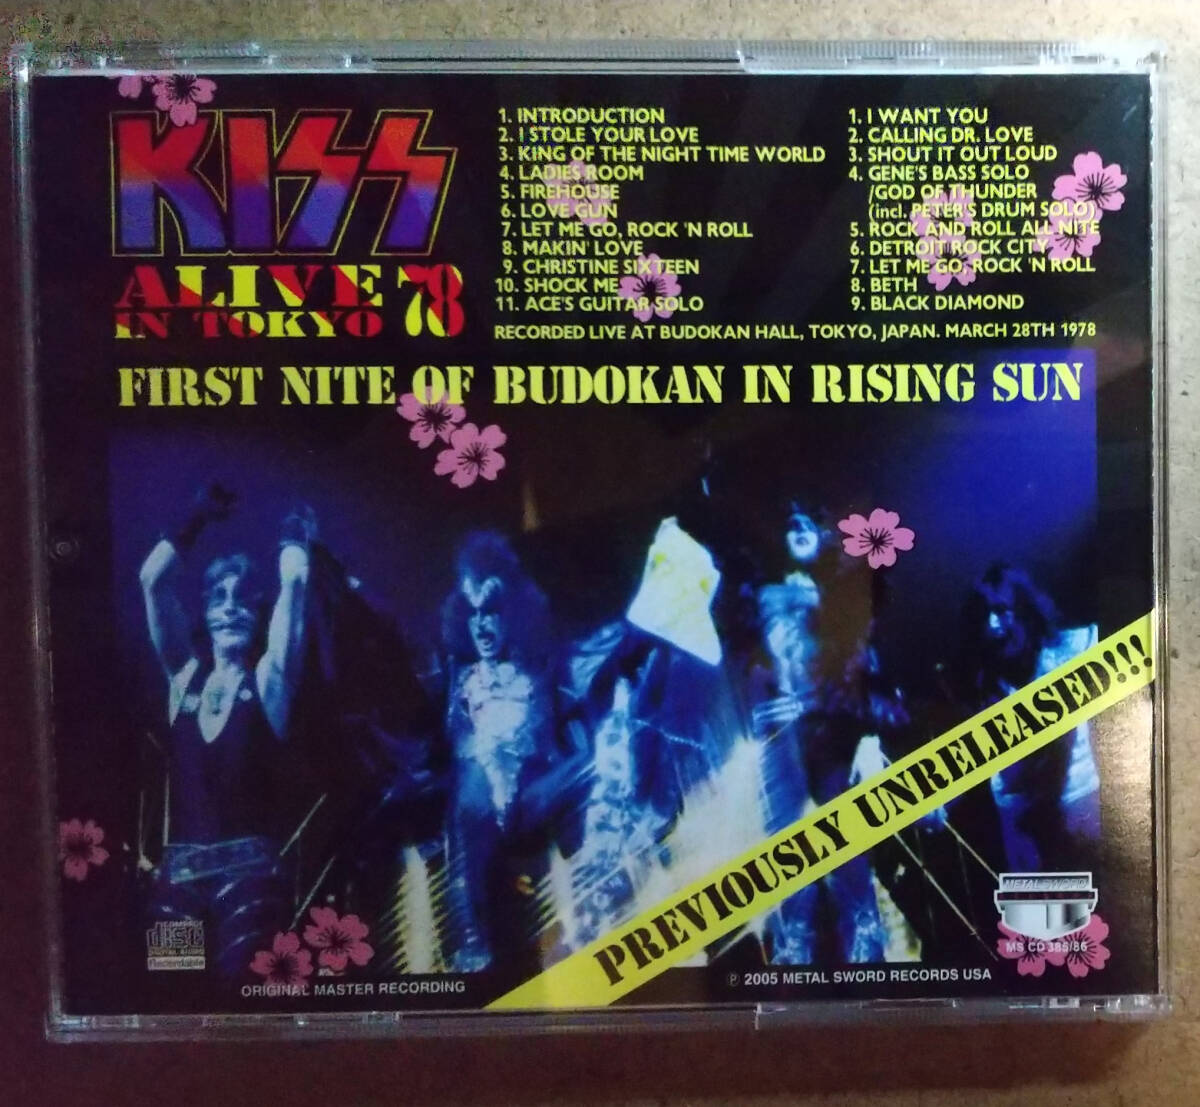 KISS
ALIVE
IN TOKYO 78
1. INTRODUCTION
2. I STOLE YOUR LOVE
3. KING OF THE NIGHT TIME WORLD
4. LADIES ROOM
5. FIREHOUSE
6. LOVE GUN
7. LET ME GO, ROCK 'N ROLL
8. MAKIN' LOVE
9. CHRISTINE SIXTEEN
10. SHOCK ME
11. ACE'S GUITAR SOLO
1. I WANT YOU
2. CALLING DR. LOVE
3. SHOUT IT OUT LOUD
4. GENE'S BASS SOLO
/GOD OF THUNDER
(incl. PETER'S DRUM SOLO)
5. ROCK AND ROLL ALL NITE
6. DETROIT ROCK CITY
7. LET ME GO, ROCK 'N ROLL
8. BETH
9. BLACK DIAMOND
RECORDED LIVE AT BUDOKAN HALL, TOKYO, JAPAN. MARCH 28TH 1978
FIRST NITE OF BUDOKAN IN RISING SUN
PREVIOUSLY UNRELEASED!!!
COMPACT
disc
DIGITAL AUDIO
Recordable
ORIGINAL MASTER RECORDING
℗ 2005 METAL SWORD RECORDS USA
METAL SWORD
MS CD 385/86